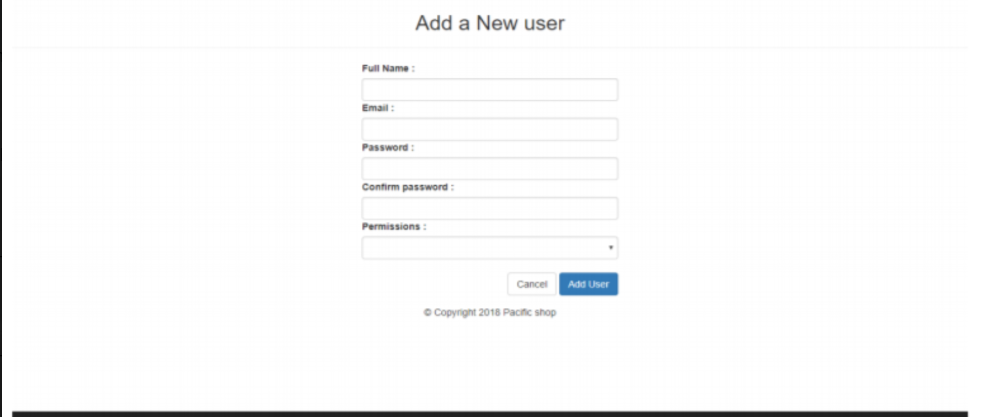 Add a New user
Full Name :
Email :
Password :
Confirm password :
Permissions :
Cancel Add User
© Copyright 2018 Pacific shop